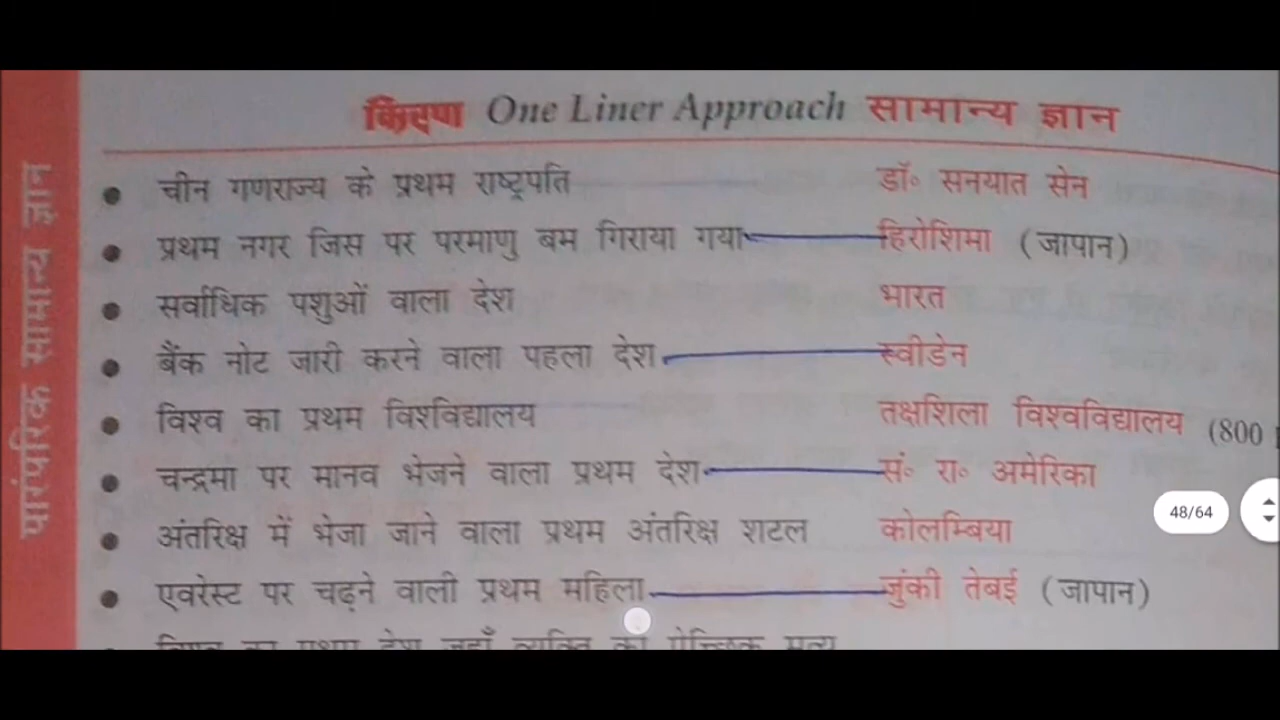 किरण One Liner Approach सामान्य ज्ञान
पारंपरिक सामान्य ज्ञान
• चीन गणराज्य के प्रथम राष्ट्रपति डॉ॰ सनयात सेन
• प्रथम नगर जिस पर परमाणु बम गिराया गया हिरोशिमा (जापान)
• सर्वाधिक पशुओं वाला देश भारत
• बैंक नोट जारी करने वाला पहला देश स्वीडेन
• विश्व का प्रथम विश्विद्यालय तक्षशिला विश्वविद्यालय (800
• चन्द्रमा पर मानव भेजने वाला प्रथम देश सं॰ रा॰ अमेरिका
• अंतरिक्ष में भेजा जाने वाला प्रथम अंतरिक्ष शटल कोलम्बिया
48/64
• एवरेस्ट पर चढ़ने वाली प्रथम महिला जुंकी तेबई (जापान)